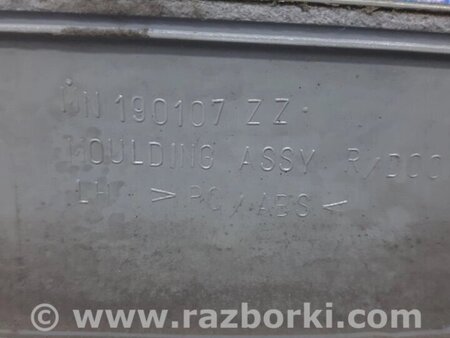 MN190107ZZ
MOULDING ASSY R/DOO
LH >PC/ABS<
www.razborki.com